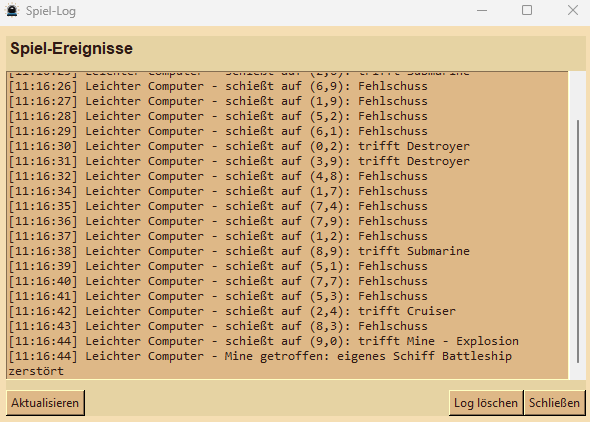 Spiel-Log
Spiel-Ereignisse
Leichter Computer - schießt auf trifft Submarine
[11:16:26] Leichter Computer - schießt auf (6,9): Fehlschuss
[11:16:27] Leichter Computer - schießt auf (1,9): Fehlschuss
[11:16:28] Leichter Computer - schießt auf (5,2): Fehlschuss
[11:16:29] Leichter Computer - schießt auf (6,1): Fehlschuss
[11:16:30] Leichter Computer - schießt auf (0,2): trifft Destroyer
[11:16:31] Leichter Computer - schießt auf (3,9): trifft Destroyer
[11:16:32] Leichter Computer - schießt auf (4,8): Fehlschuss
[11:16:34] Leichter Computer - schießt auf (1,7): Fehlschuss
[11:16:35] Leichter Computer - schießt auf (7,4): Fehlschuss
[11:16:36] Leichter Computer - schießt auf (7,9): Fehlschuss
[11:16:37] Leichter Computer - schießt auf (1,2): Fehlschuss
[11:16:38] Leichter Computer - schießt auf (8,9): trifft Submarine
[11:16:39] Leichter Computer - schießt auf (5,1): Fehlschuss
[11:16:40] Leichter Computer - schießt auf (7,7): Fehlschuss
[11:16:41] Leichter Computer - schießt auf (5,3): Fehlschuss
[11:16:42] Leichter Computer - schießt auf (2,4): trifft Cruiser
[11:16:43] Leichter Computer - schießt auf (8,3): Fehlschuss
[11:16:44] Leichter Computer - schießt auf (9,0): trifft Mine - Explosion
[11:16:44] Leichter Computer - Mine getroffen: eigenes Schiff Battleship
zerstört
Aktualisieren Log löschen Schließen